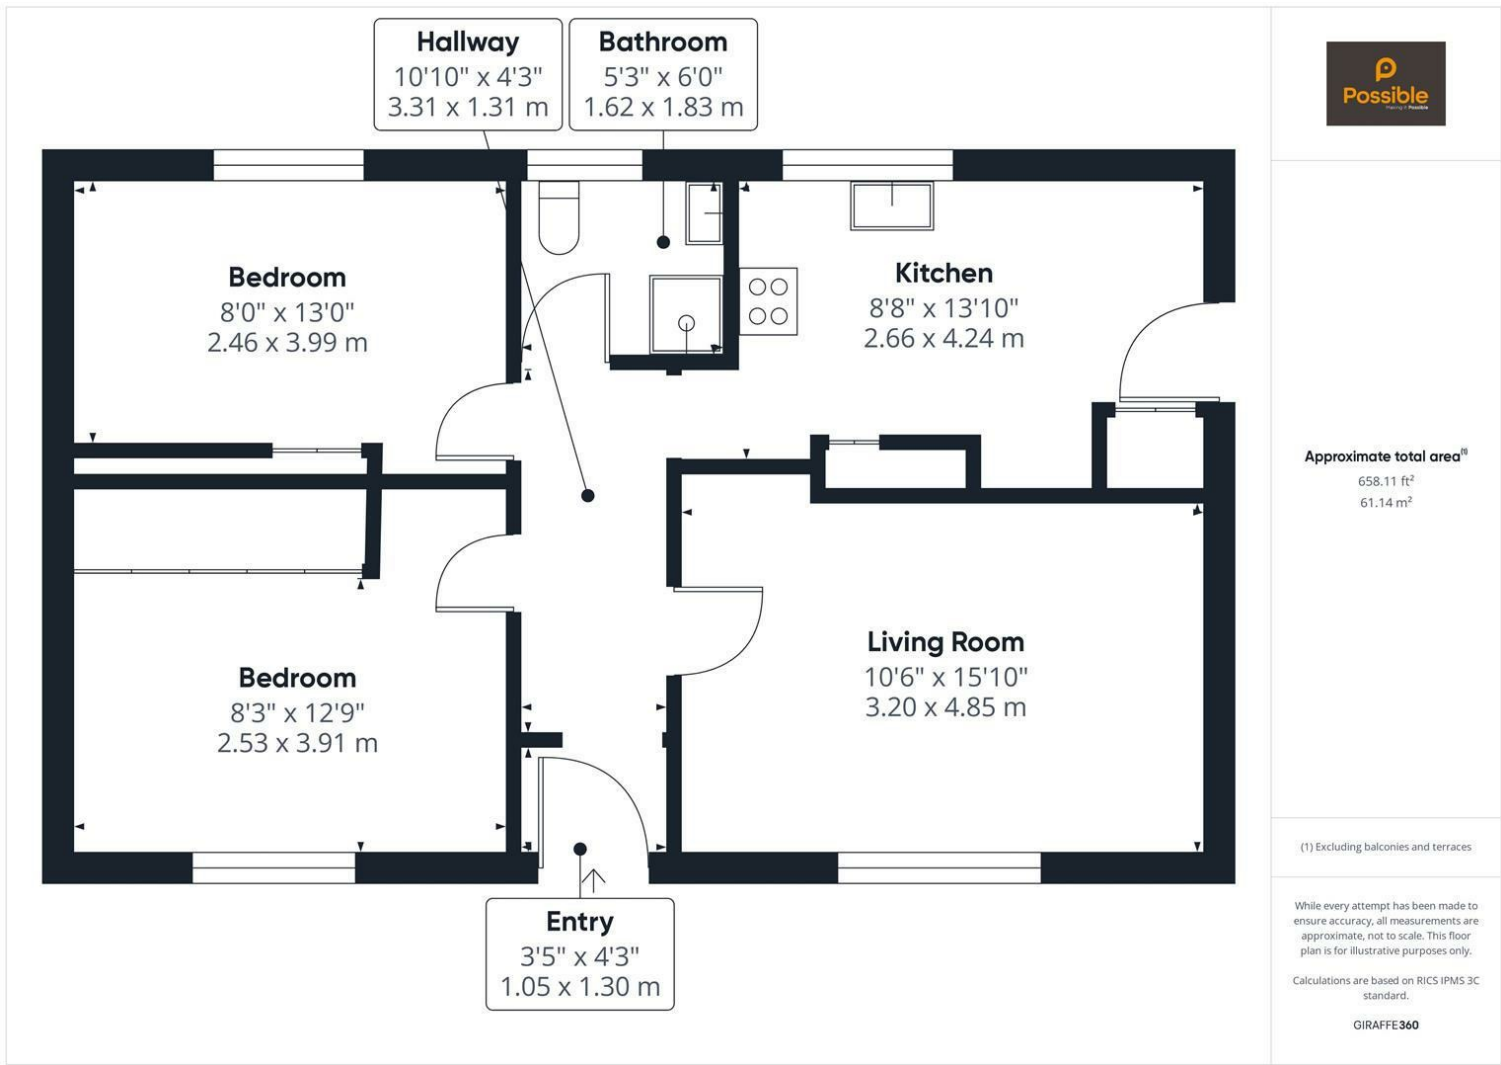 Hallway
10'10" x 4'3"
3.31 x 1.31 m
Bathroom
5'3" x 6'0"
1.62 x 1.83 m
Bedroom
8'0" x 13'0"
2.46 x 3.99 m
Kitchen
8'8" x 13'10"
2.66 x 4.24 m
Bedroom
8'3" x 12'9"
2.53 x 3.91 m
Living Room
10'6" x 15'10"
3.20 x 4.85 m
Entry
3'5" x 4'3"
1.05 x 1.30 m
Possible
Approximate total area⁽¹⁾
658.11 ft²
61.14 m²
(1) Excluding balconies and terraces
While every attempt has been made to
ensure accuracy, all measurements are
approximate, not to scale. This floor
plan is for illustrative purposes only.
Calculations are based on RICS IPMS 3C
standard.
GIRAFFE360